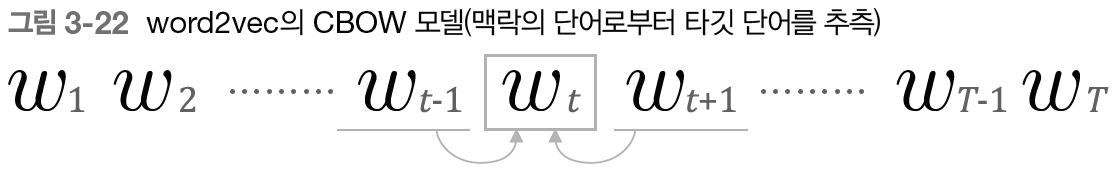 그림 3-22 word2vec의 CBOW 모델(맥락의 단어로부터 타깃 단어를 추측)
w1 w2 ⋯⋯⋯ wt-1 wt wt+1 ⋯⋯⋯ wT-1 wT